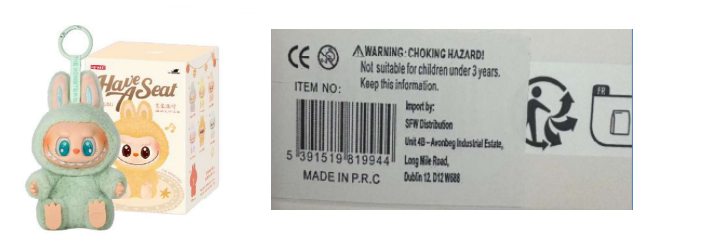 Have
A Seat
⚠WARNING: CHOKING HAZARD!
Not suitable for children under 3 years.
Keep this information.
ITEM NO:
Import by:
SFW Distribution
Unit 4B – Avonbeg Industrial Estate,
Long Mile Road,
Dublin 12, D12 W688
5 391519 819944
MADE IN P.R.C
FR